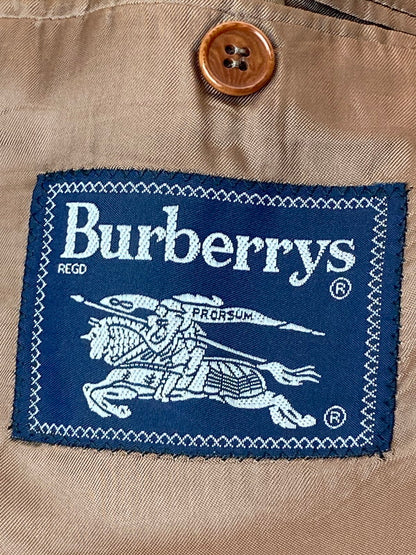 Burberrys
REGD
®
PRORSUM
®